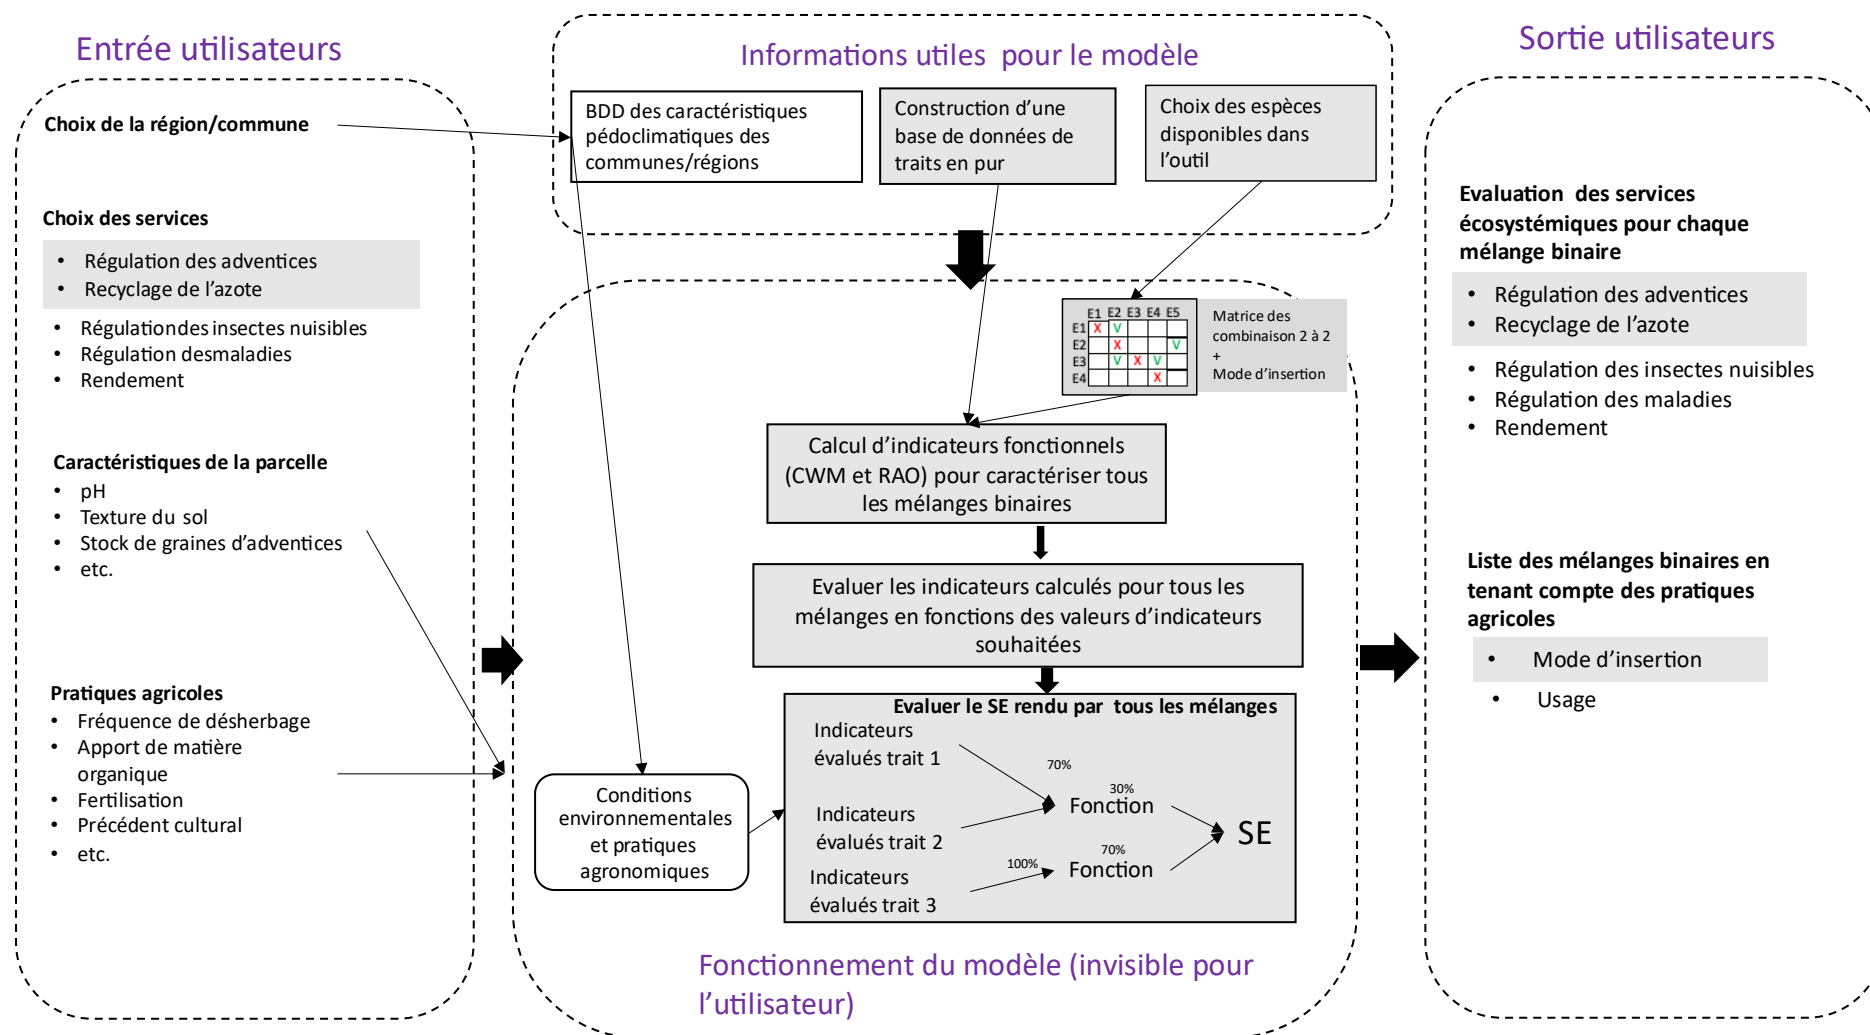 Entrée utilisateurs
Choix de la région/commune
Choix des services
• Régulation des adventices
• Recyclage de l'azote
• Régulationdes insectes nuisibles
• Régulation desmaladies
• Rendement
Caractéristiques de la parcelle
• pH
• Texture du sol
• Stock de graines d'adventices
• etc.
Pratiques agricoles
• Fréquence de désherbage
• Apport de matière
organique
• Fertilisation
• Précédent cultural
• etc.
Informations utiles pour le modèle
BDD des caractéristiques
pédoclimatiques des
communes/régions
Construction d'une
base de données de
traits en pur
Choix des espèces
disponibles dans
l'outil
E1 E2 E3 E4 E5
E1 X V
E2 X V
E3 V X V
E4 X
Matrice des
combinaison 2 à 2
+
Mode d'insertion
Calcul d'indicateurs fonctionnels
(CWM et RAO) pour caractériser tous
les mélanges binaires
Evaluer les indicateurs calculés pour tous les
mélanges en fonctions des valeurs d'indicateurs
souhaitées
Evaluer le SE rendu par tous les mélanges
Indicateurs
évalués trait 1
70%
30%
Fonction
Indicateurs
évalués trait 2
SE
70%
100%
Fonction
Indicateurs
évalués trait 3
Conditions
environnementales
et pratiques
agronomiques
Fonctionnement du modèle (invisible pour
l'utilisateur)
Sortie utilisateurs
Evaluation des services
écosystémiques pour chaque
mélange binaire
• Régulation des adventices
• Recyclage de l'azote
• Régulation des insectes nuisibles
• Régulation des maladies
• Rendement
Liste des mélanges binaires en
tenant compte des pratiques
agricoles
• Mode d'insertion
• Usage